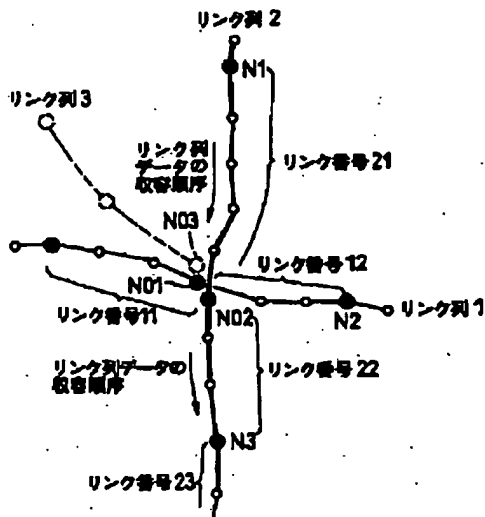 リンク列2
N1
リンク列3
リンク列
データの
収容順序
リンク番号21
N03
リンク番号12
N01
リンク番号11
N02
N2
リンク列1
リンク列データの
収容順序
リンク番号22
N3
リンク番号23